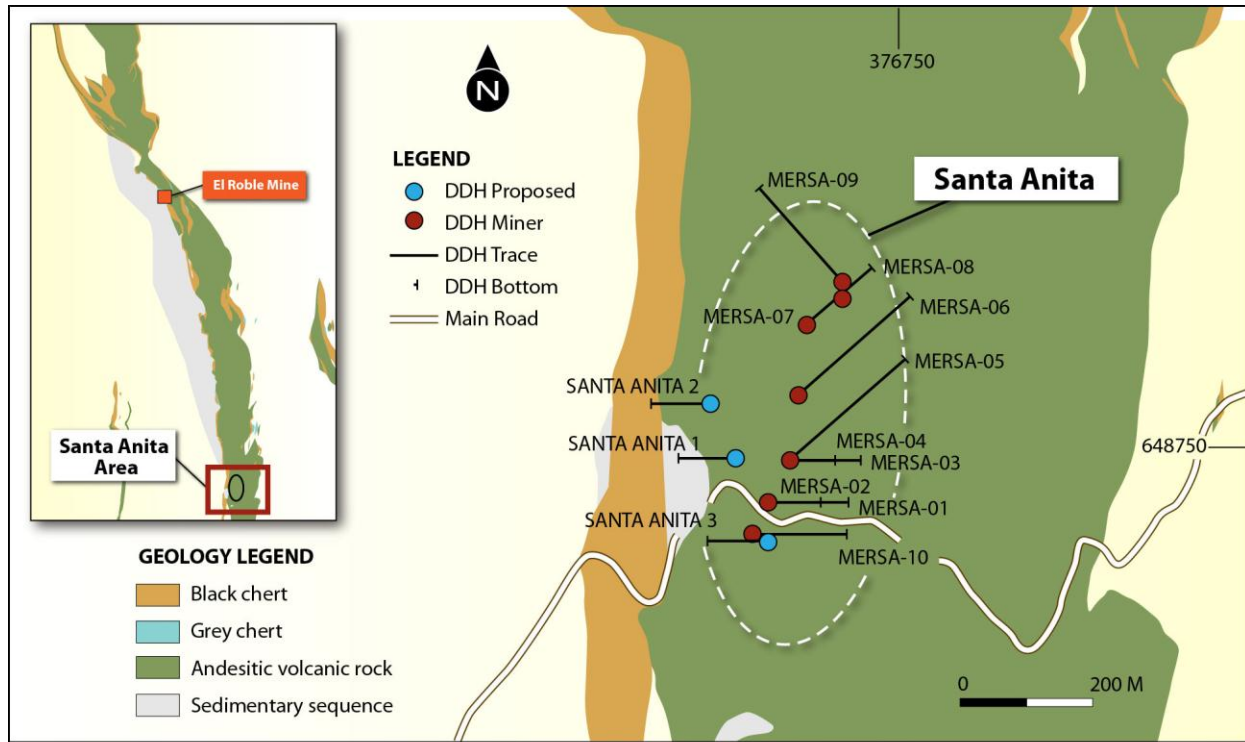 El Roble Mine
Santa Anita
Area
GEOLOGY LEGEND
Black chert
Grey chert
Andesitic volcanic rock
Sedimentary sequence
N
LEGEND
DDH Proposed
DDH Miner
DDH Trace
DDH Bottom
Main Road
376750
Santa Anita
MERSA-09
MERSA-08
MERSA-07
MERSA-06
MERSA-05
SANTA ANITA 2
SANTA ANITA 1
MERSA-04
MERSA-03
648750
MERSA-02
MERSA-01
SANTA ANITA 3
MERSA-10
0 200 M